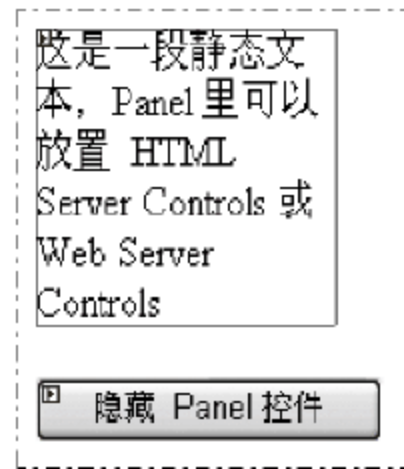 这是一段静态文
本，Panel 里可以
放置 HTML
Server Controls 或
Web Server
Controls
隐藏 Panel 控件